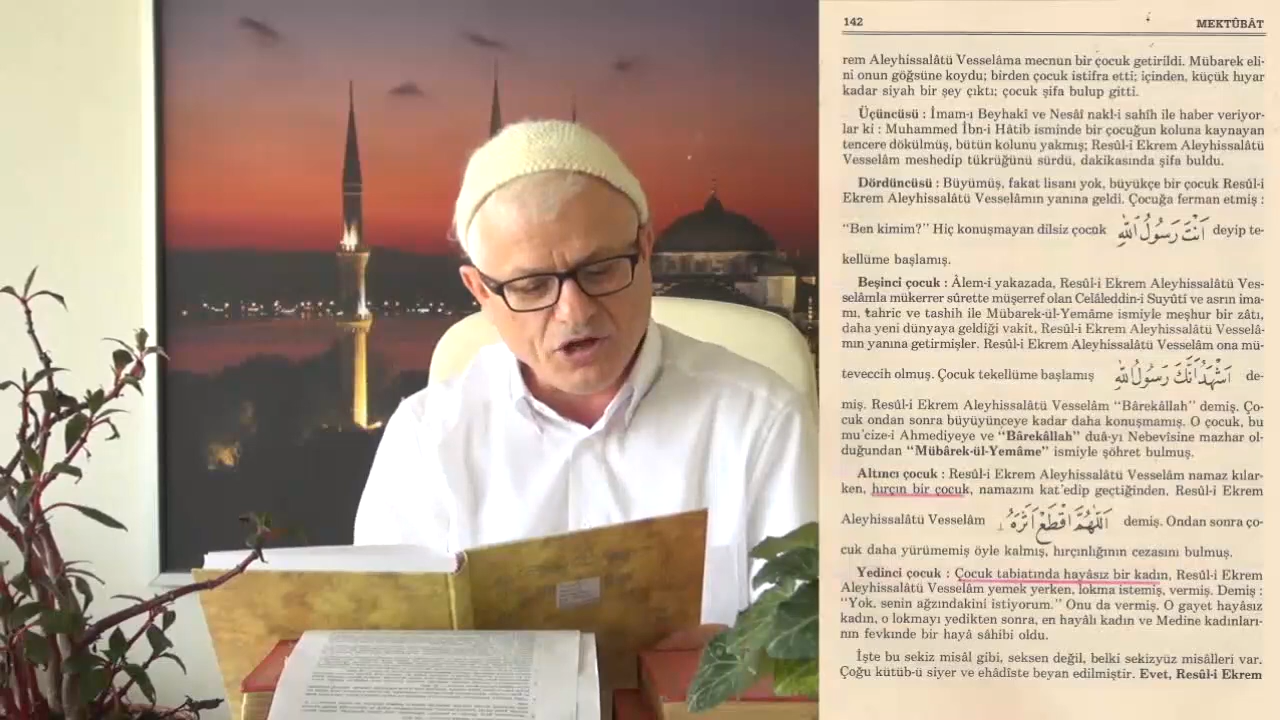 142 MEKTÛBÂT
rem Aleyhissalâtü Vesselâma mecnun bir çocuk getirildi. Mübarek eli-
ni onun göğsüne koydu; birden çocuk istifra etti; içinden, küçük hıyar
kadar siyah bir şey çıktı; çocuk şifa bulup gitti.
Üçüncüsü : İmam-ı Beyhakî ve Nesâî nakl-i sahîh ile haber veriyor-
lar ki : Muhammed İbn-i Hâtib isminde bir çocuğun koluna kaynayan
tencere dökülmüş, bütün kolunu yakmış; Resûl-i Ekrem Aleyhissalâtü
Vesselâm meshedip tükrüğünü sürdü, dakikasında şifa buldu.
Dördüncüsü : Büyümüş, fakat lisanı yok, büyükçe bir çocuk Resûl-i
Ekrem Aleyhissalâtü Vesselâmın yanına geldi. Çocuğa ferman etmiş :
"Ben kimim?" Hiç konuşmayan dilsiz çocuk اَنْتَ رَسُولُ اللّٰهِ deyip te-
kellüme başlamış.
Beşinci çocuk : Âlem-i yakazada, Resûl-i Ekrem Aleyhissalâtü Ves-
selâmla mükerrer sûrette müşerref olan Celâleddin-i Suyûtî ve asrın ima-
mı, tahric ve tashih ile Mübarek-ül-Yemâme ismiyle meşhur bir zâtı,
daha yeni dünyaya geldiği vakit, Resûl-i Ekrem Aleyhissalâtü Vesselâ-
mın yanına getirmişler. Resûl-i Ekrem Aleyhissalâtü Vesselâm ona mü-
teveccih olmuş. Çocuk tekellüme başlamış اَشْهَدُ اَنَّكَ رَسُولُ اللّٰهِ de-
miş. Resûl-i Ekrem Aleyhissalâtü Vesselâm "Bârekâllah" demiş. Ço-
cuk ondan sonra büyüyünceye kadar daha konuşmamış. O çocuk, bu
mu'cize-i Ahmediyeye ve "Bârekâllah" duâ-yı Nebevîsine mazhar ol-
duğundan "Mübârek-ül-Yemâme" ismiyle şöhret bulmuş.
Altıncı çocuk : Resûl-i Ekrem Aleyhissalâtü Vesselâm namaz kılar-
ken, hırçın bir çocuk, namazını kat'edip geçtiğinden, Resûl-i Ekrem
Aleyhissalâtü Vesselâm اَللّٰهُمَّ اقْطَعْ اَثَرَهُ demiş. Ondan sonra ço-
cuk daha yürümemiş öyle kalmış, hırçınlığının cezasını bulmuş.
Yedinci çocuk : Çocuk tabiatında hayâsız bir kadın, Resûl-i Ekrem
Aleyhissalâtü Vesselâm yemek yerken, lokma istemiş, vermiş. Demiş :
"Yok, senin ağzındakini istiyorum." Onu da vermiş. O gayet hayâsız
kadın, o lokmayı yedikten sonra, en hayâlı kadın ve Medine kadınları-
nın fevkınde bir hayâ sâhibi oldu.
İşte bu sekiz misâl gibi, seksen değil, belki sekizyüz misâlleri var.
Çoğu kütüb-ü siyer ve ehâdîste beyan edilmiştir. Evet Resûl-i Ekrem